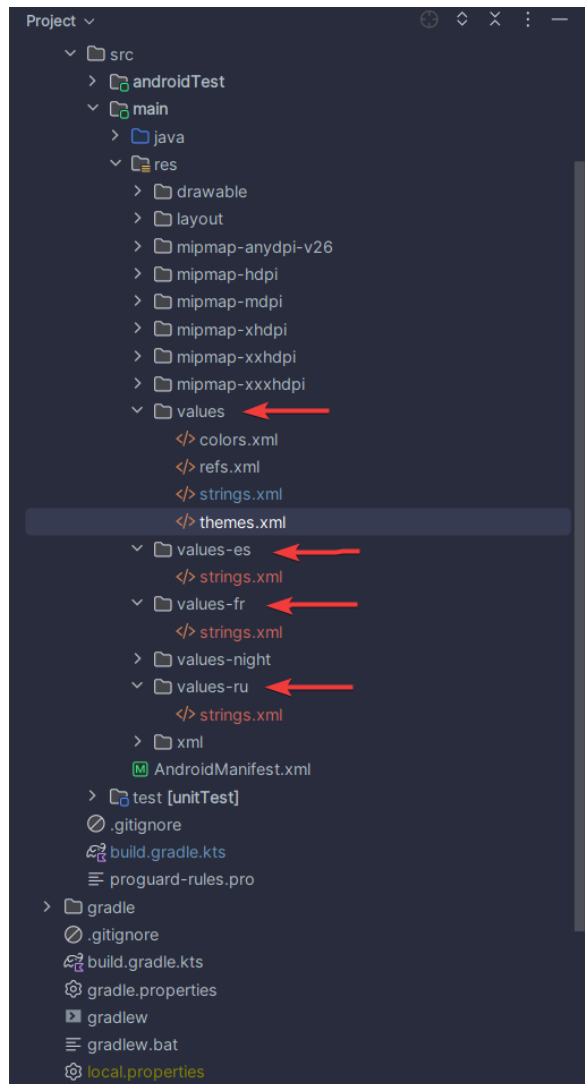 Project
src
androidTest
main
java
res
drawable
layout
mipmap-anydpi-v26
mipmap-hdpi
mipmap-mdpi
mipmap-xhdpi
mipmap-xxhdpi
mipmap-xxxhdpi
values
</> colors.xml
</> refs.xml
</> strings.xml
</> themes.xml
values-es
</> strings.xml
values-fr
</> strings.xml
values-night
values-ru
</> strings.xml
xml
M AndroidManifest.xml
test [unitTest]
.gitignore
build.gradle.kts
proguard-rules.pro
gradle
.gitignore
build.gradle.kts
gradle.properties
gradlew
gradlew.bat
local.properties